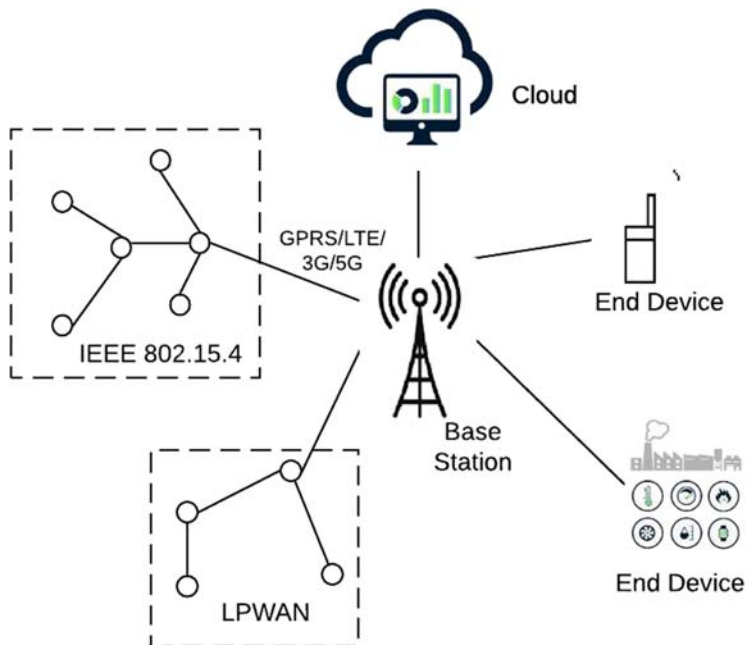 Cloud
GPRS/LTE/
3G/5G
End Device
IEEE 802.15.4
Base
Station
End Device
LPWAN